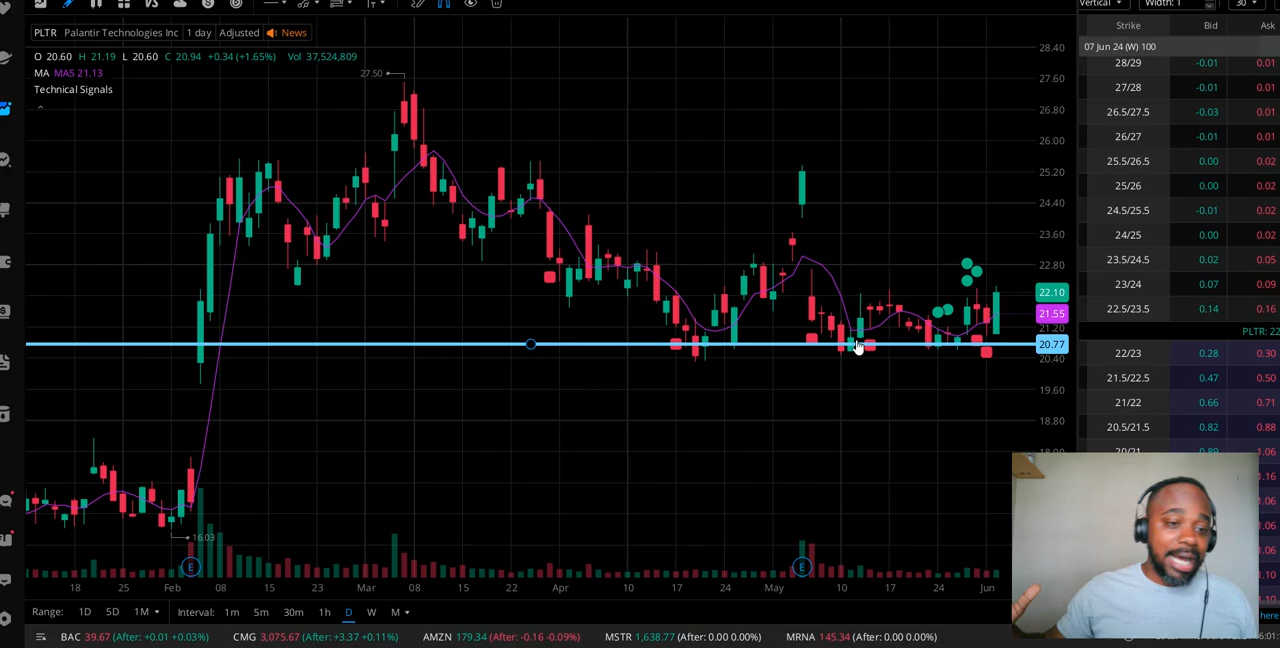 Vertical Width: 1 30
PLTR Palantir Technologies Inc 1 day Adjusted News
O 20.60 H 21.19 L 20.60 C 20.94 +0.34 (+1.65%) Vol 37,524,809
MA MA5 21.13
Technical Signals
27.50
16.03
E E
28.40
27.60
26.80
26.00
25.20
24.40
23.60
22.80
22.10
21.55
21.20
20.77
20.40
19.60
18.80
18.00
18 25 Feb 08 15 23 Mar 08 15 22 Apr 10 17 24 May 10 17 24 Jun
Range: 1D 5D 1M Interval: 1m 5m 30m 1h D W M
BAC 39.67 (After: +0.01 +0.03%) CMG 3,075.67 (After: +3.37 +0.11%) AMZN 179.34 (After: -0.16 -0.09%) MSTR 1,638.77 (After: 0.00 0.00%) MRNA 145.34 (After: 0.00 0.00%)
Strike Bid Ask
07 Jun 24 (W) 100
28/29 -0.01 0.01
27/28 -0.01 0.01
26.5/27.5 -0.03 0.01
26/27 -0.01 0.01
25.5/26.5 0.00 0.02
25/26 0.00 0.02
24.5/25.5 -0.01 0.02
24/25 0.00 0.02
23.5/24.5 0.02 0.05
23/24 0.07 0.09
22.5/23.5 0.14 0.16
PLTR: 22
22/23 0.28 0.30
21.5/22.5 0.47 0.50
21/22 0.66 0.71
20.5/21.5 0.82 0.88
20/21 0.89 1.06
1.16
1.06
1.06
1.06
1.10
1.10
here